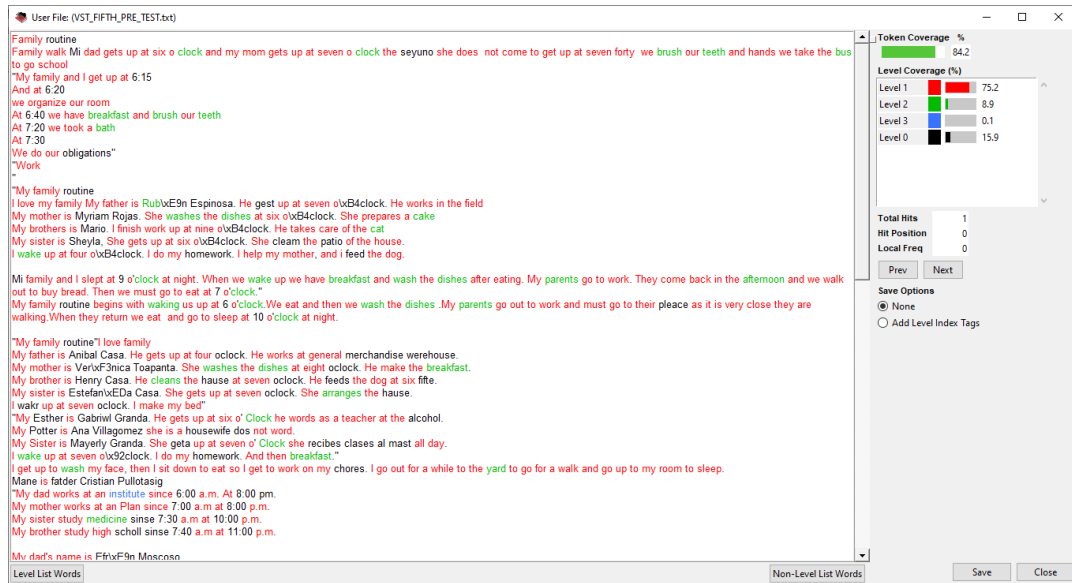 User File: (VST_FIFTH_PRE_TEST.txt)
Family routine
Family walk Mi dad gets up at six o clock and my mom gets up at seven o clock the seyuno she does  not come to get up at seven forty  we brush our teeth and hands we take the bus
to go school
"My family and I get up at 6:15
And at 6:20
we organize our room
At 6:40 we have breakfast and brush our teeth
At 7:20 we took a bath
At 7:30
We do our obligations"
"Work
"
"My family routine
I love my family My father is Rub\xE9n Espinosa. He gest up at seven o\xB4clock. He works in the field
My mother is Myriam Rojas. She washes the dishes at six o\xB4clock. She prepares a cake
My brothers is Mario. I finish work up at nine o\xB4clock. He takes care of the cat
My sister is Sheyla, She gets up at six o\xB4clock. She cleam the patio of the house.
I wake up at four o\xB4clock. I do my homework. I help my mother, and i feed the dog.
Mi family and I slept at 9 o'clock at night. When we wake up we have breakfast and wash the dishes after eating. My parents go to work. They come back in the afternoon and we walk
out to buy bread. Then we must go to eat at 7 o'clock."
My family routine begins with waking us up at 6 o'clock.We eat and then we wash the dishes .My parents go out to work and must go to their pleace as it is very close they are
walking.When they return we eat  and go to sleep at 10 o'clock at night.
"My family routine"I love family
My father is Anibal Casa. He gets up at four oclock. He works at general merchandise werehouse.
My mother is Ver\xF3nica Toapanta. She washes the dishes at eight oclock. He make the breakfast.
My brother is Henry Casa. He cleans the hause at seven oclock. He feeds the dog at six fifte.
My sister is Estefan\xEDa Casa. She gets up at seven oclock. She arranges the hause.
I wakr up at seven oclock. I make my bed"
"My Esther is Gabriwl Granda. He gets up at six o' Clock he words as a teacher at the alcohol.
My Potter is Ana Villagomez she is a housewife dos not word.
My Sister is Mayerly Granda. She geta up at seven o' Clock she recibes clases al mast all day.
I wake up at seven o\x92clock. I do my homework. And then breakfast."
I get up to wash my face, then I sit down to eat so I get to work on my chores. I go out for a while to the yard to go for a walk and go up to my room to sleep.
Mane is fatder Cristian Pullotasig
"My dad works at an institute since 6:00 a.m. At 8:00 pm.
My mother works at an Plan since 7:00 a.m at 8:00 p.m.
My sister study medicine sinse 7:30 a.m at 10:00 p.m.
My brother study high scholl sinse 7:40 a.m at 11:00 p.m.
My dad's name is Efr\xE9n Moscoso
Level List Words
Non-Level List Words
Token Coverage %
84.2
Level Coverage (%)
Level 1 75.2
Level 2 8.9
Level 3 0.1
Level 0 15.9
Total Hits 1
Hit Position 0
Local Freq 0
Prev Next
Save Options
None
Add Level Index Tags
Save Close